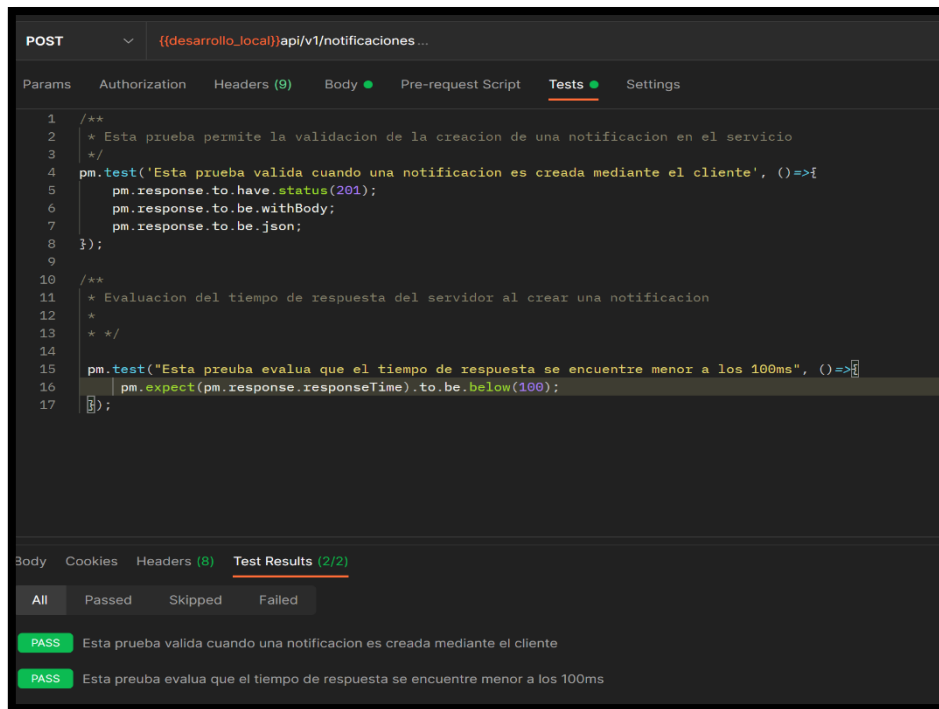 POST {{desarrollo_local}}api/v1/notificaciones...
Params Authorization Headers (9) Body Pre-request Script Tests Settings
1 /**
2 * Esta prueba permite la validacion de la creacion de una notificacion en el servicio
3 */
4 pm.test('Esta prueba valida cuando una notificacion es creada mediante el cliente', ()=>{
5 pm.response.to.have.status(201);
6 pm.response.to.be.withBody;
7 pm.response.to.be.json;
8 });
9
10 /**
11 * Evaluacion del tiempo de respuesta del servidor al crear una notificacion
12 *
13 * */
14
15 pm.test("Esta preuba evalua que el tiempo de respuesta se encuentre menor a los 100ms", ()=>{
16 pm.expect(pm.response.responseTime).to.be.below(100);
17 });
Body Cookies Headers (8) Test Results (2/2)
All Passed Skipped Failed
PASS Esta prueba valida cuando una notificacion es creada mediante el cliente
PASS Esta preuba evalua que el tiempo de respuesta se encuentre menor a los 100ms